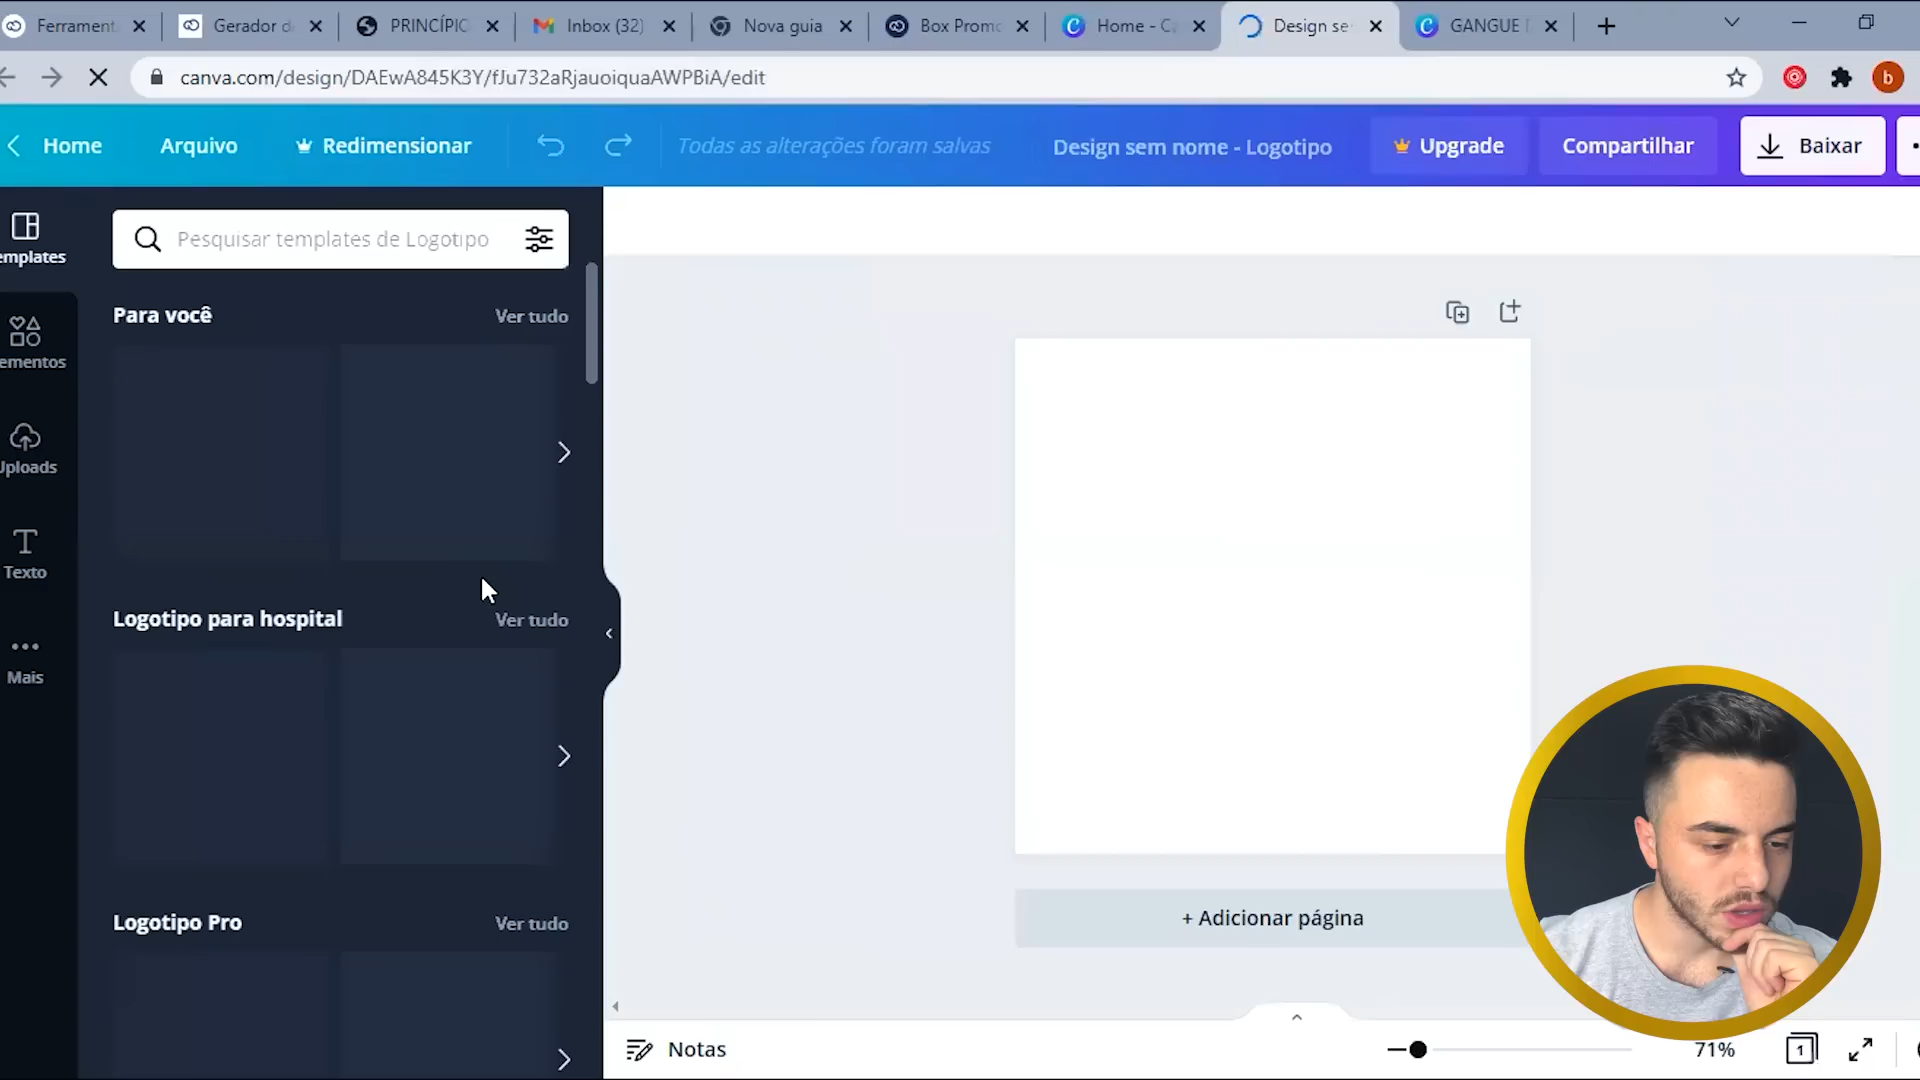 Ferrament
Gerador d
PRINCÍPIO
Inbox (32)
Nova guia
Box Promo
Home - Ca
Design se
GANGUE
canva.com/design/DAEwA845K3Y/fJu732aRjauoiquaAWPBiA/edit
b
Home
Arquivo
Redimensionar
Todas as alterações foram salvas
Design sem nome - Logotipo
Upgrade
Compartilhar
Baixar
emplates
Pesquisar templates de Logotipo
Para você
Ver tudo
ementos
Uploads
Texto
Logotipo para hospital
Ver tudo
Mais
Logotipo Pro
Ver tudo
+ Adicionar página
Notas
71%
1